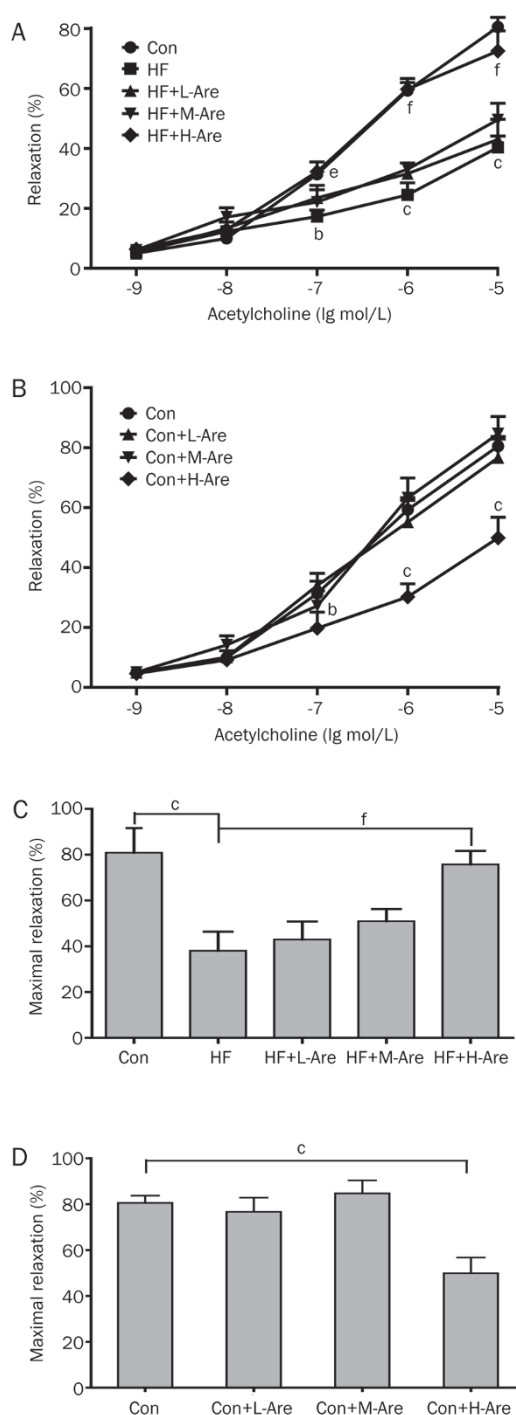 A
Relaxation (%)
80
60
40
20
0
Con
HF
HF+L-Are
HF+M-Are
HF+H-Are
e
f
f
b
c
c
-9 -8 -7 -6 -5
Acetylcholine (lg mol/L)
B
Relaxation (%)
100
80
60
40
20
0
Con
Con+L-Are
Con+M-Are
Con+H-Are
b
c
c
-9 -8 -7 -6 -5
Acetylcholine (lg mol/L)
C
Maximal relaxation (%)
100
80
60
40
20
0
c
f
Con HF HF+L-Are HF+M-Are HF+H-Are
D
Maximal relaxation (%)
100
80
60
40
20
0
c
Con Con+L-Are Con+M-Are Con+H-Are